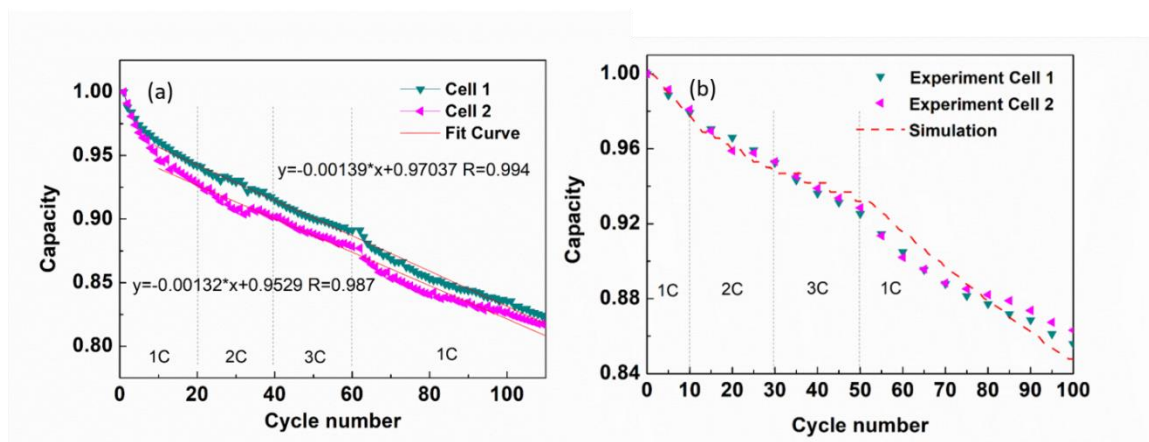 (a)
Cell 1
Cell 2
Fit Curve
y=-0.00139*x+0.97037 R=0.994
y=-0.00132*x+0.9529 R=0.987
1C
2C
3C
1C
1.00
0.95
0.90
0.85
0.80
Capacity
0
20
40
60
80
100
Cycle number
(b)
Experiment Cell 1
Experiment Cell 2
Simulation
1C
2C
3C
1C
1.00
0.96
0.92
0.88
0.84
Capacity
0
10
20
30
40
50
60
70
80
90
100
Cycle number